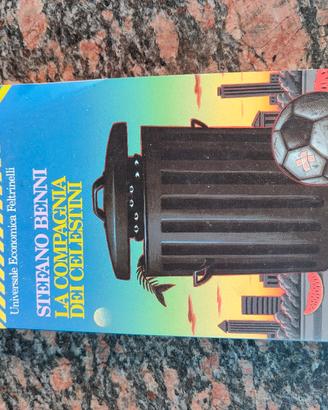 Universale Economica Feltrinelli
STEFANO BENNI
LA COMPAGNIA
DEI CELESTINI